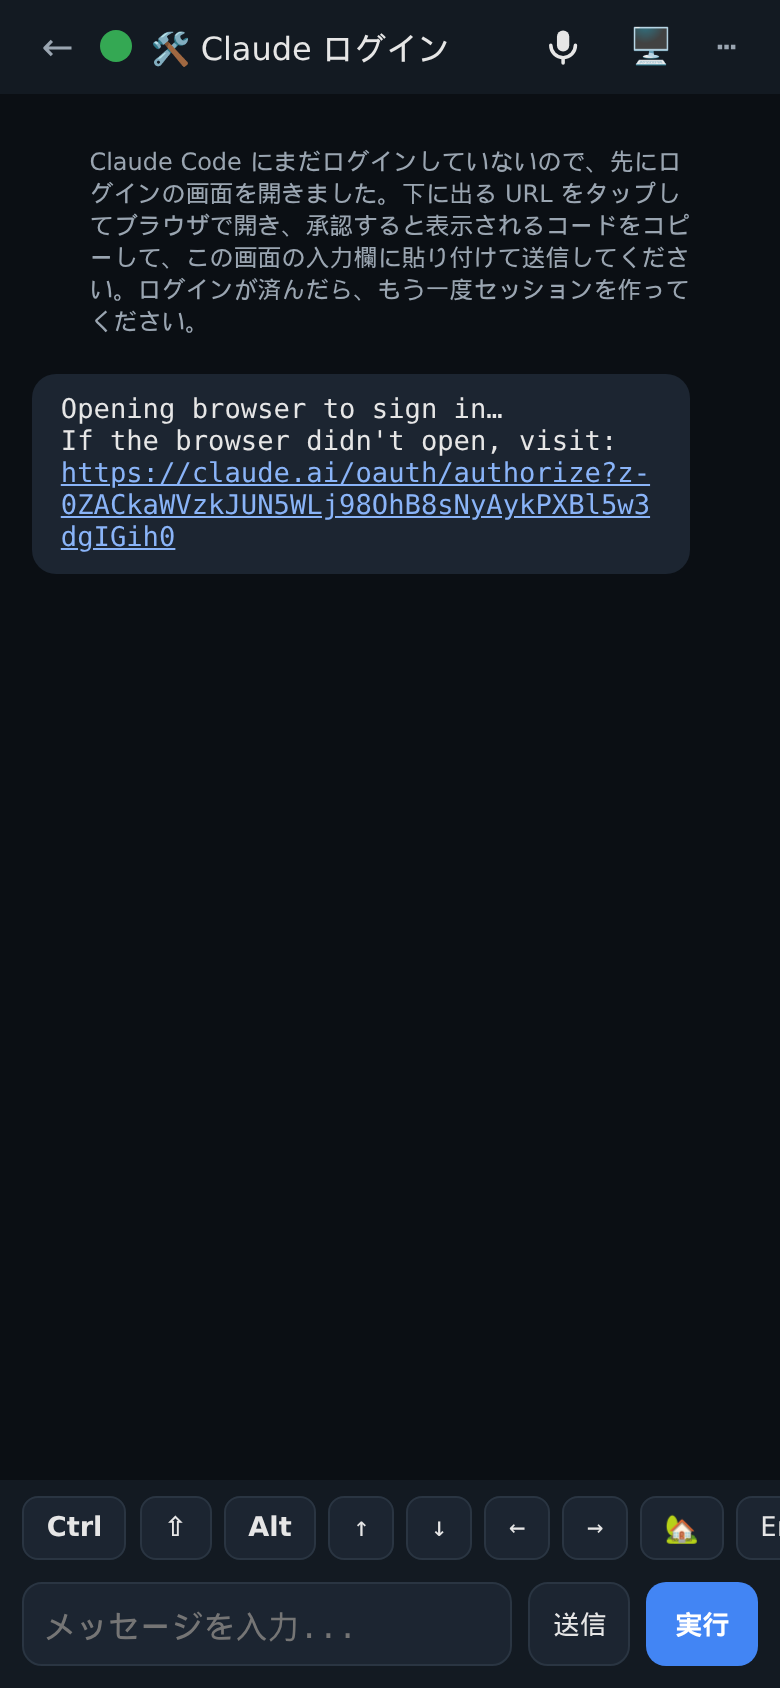 ← 🛠️ Claude ログイン ⋯
Claude Code にまだログインしていないので、先にロ
グインの画面を開きました。下に出る URL をタップし
てブラウザで開き、承認すると表示されるコードをコピ
ーして、この画面の入力欄に貼り付けて送信してくださ
い。ログインが済んだら、もう一度セッションを作って
ください。
Opening browser to sign in…
If the browser didn't open, visit:
https://claude.ai/oauth/authorize?z-
0ZACkaWVzkJUN5WLj98OhB8sNyAykPXBl5w3
dgIGih0
Ctrl ⇧ Alt ↑ ↓ ← → 🏡
メッセージを入力... 送信 実行